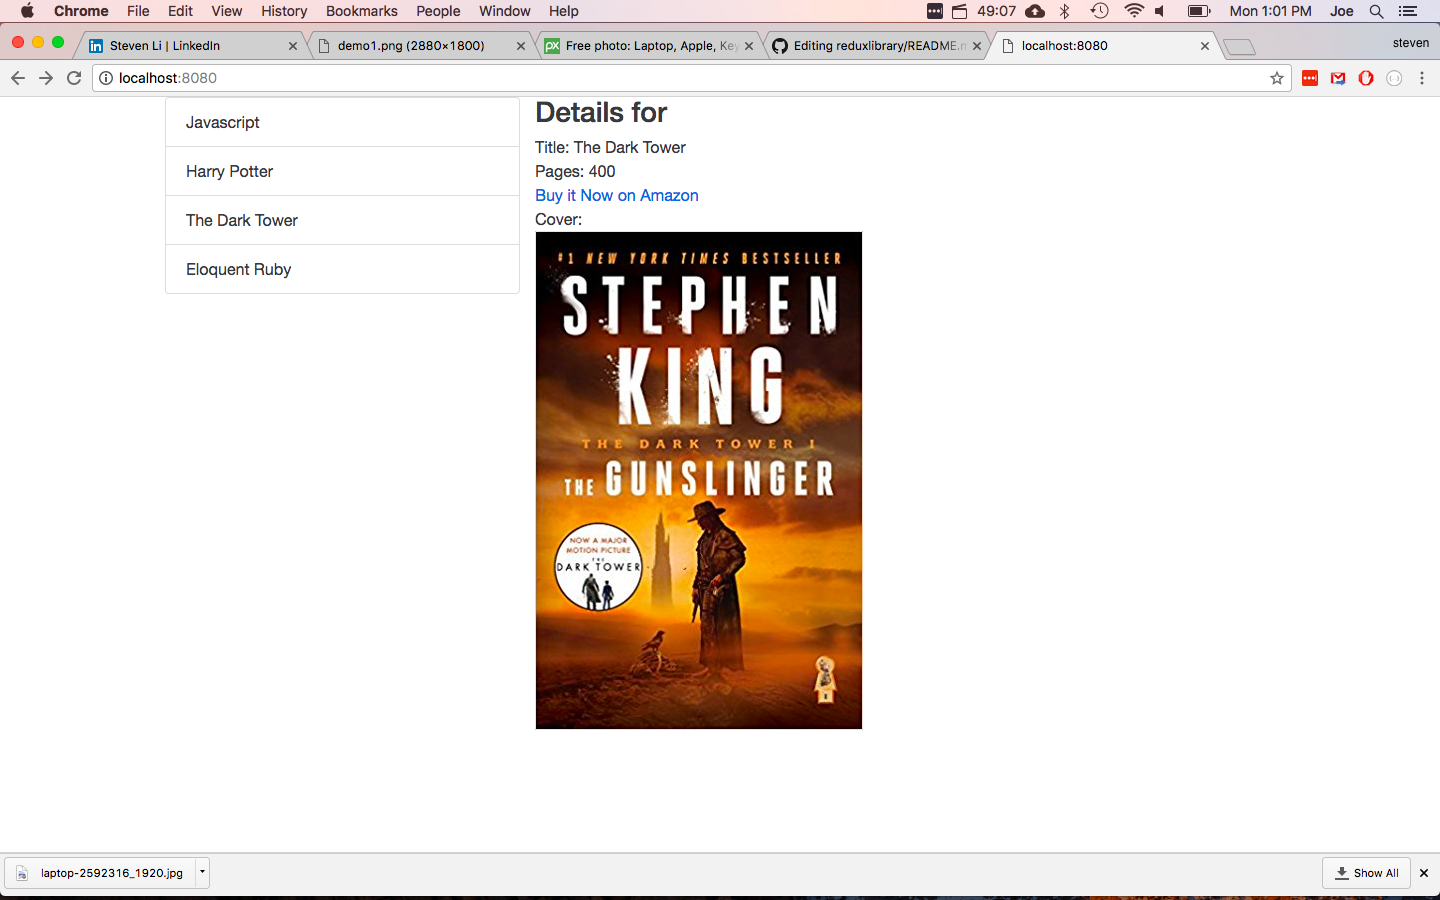 Chrome File Edit View History Bookmarks People Window Help 49:07 Mon 1:01 PM Joe
Steven Li | LinkedIn
demo1.png (2880×1800)
Free photo: Laptop, Apple, Key
Editing reduxlibrary/README.m
localhost:8080
steven
localhost:8080
Javascript
Harry Potter
The Dark Tower
Eloquent Ruby
Details for
Title: The Dark Tower
Pages: 400
Buy it Now on Amazon
Cover:
#1 NEW YORK TIMES BESTSELLER
STEPHEN
KING
THE DARK TOWER I
THE GUNSLINGER
NOW A MAJOR
MOTION PICTURE
THE
DARK TOWER
laptop-2592316_1920.jpg
Show All